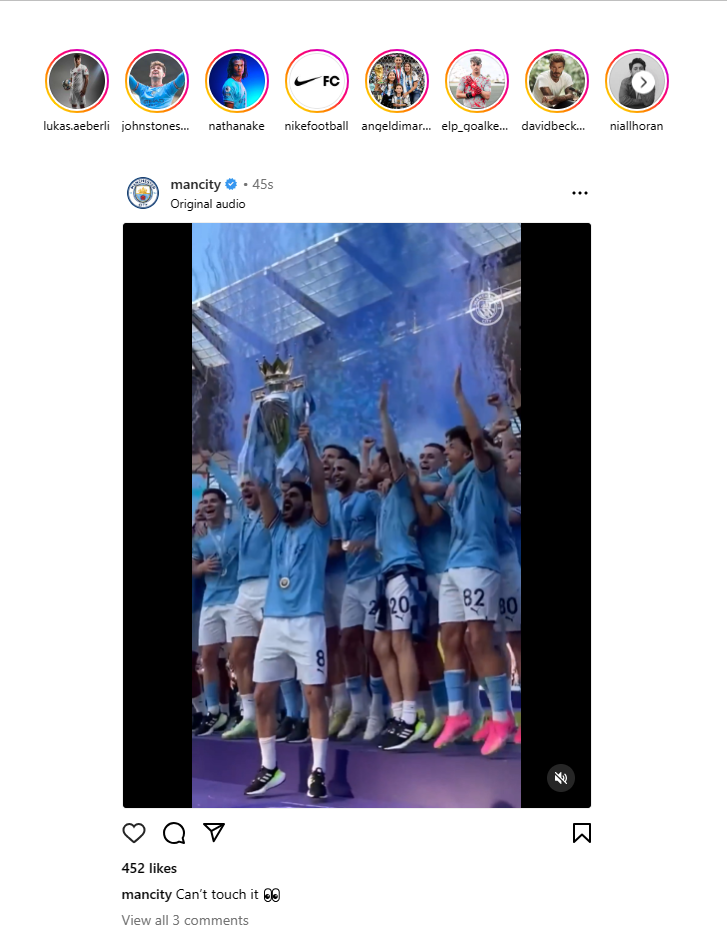 lukas.aeberli
johnstones...
nathanake
FC
nikefootball
angeldimar...
elp_goalke...
davidbeck...
niallhoran
mancity • 45s
Original audio
8
20
82
80
452 likes
mancity Can't touch it 👀
View all 3 comments